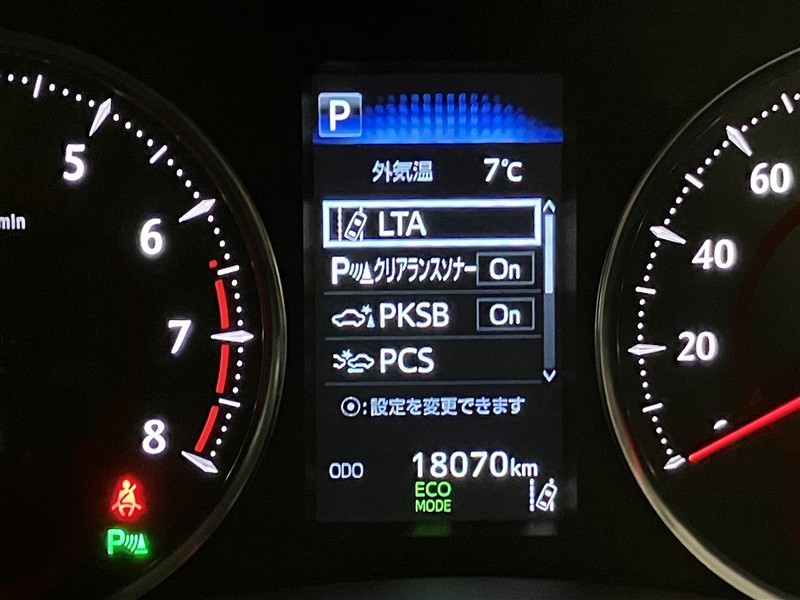 P
外気温 7℃
LTA
P クリアランスソナー On
PKSB On
PCS
:設定を変更できます
ODO 18070km
ECO
MODE
5
min
6
7
8
P
60
40
20